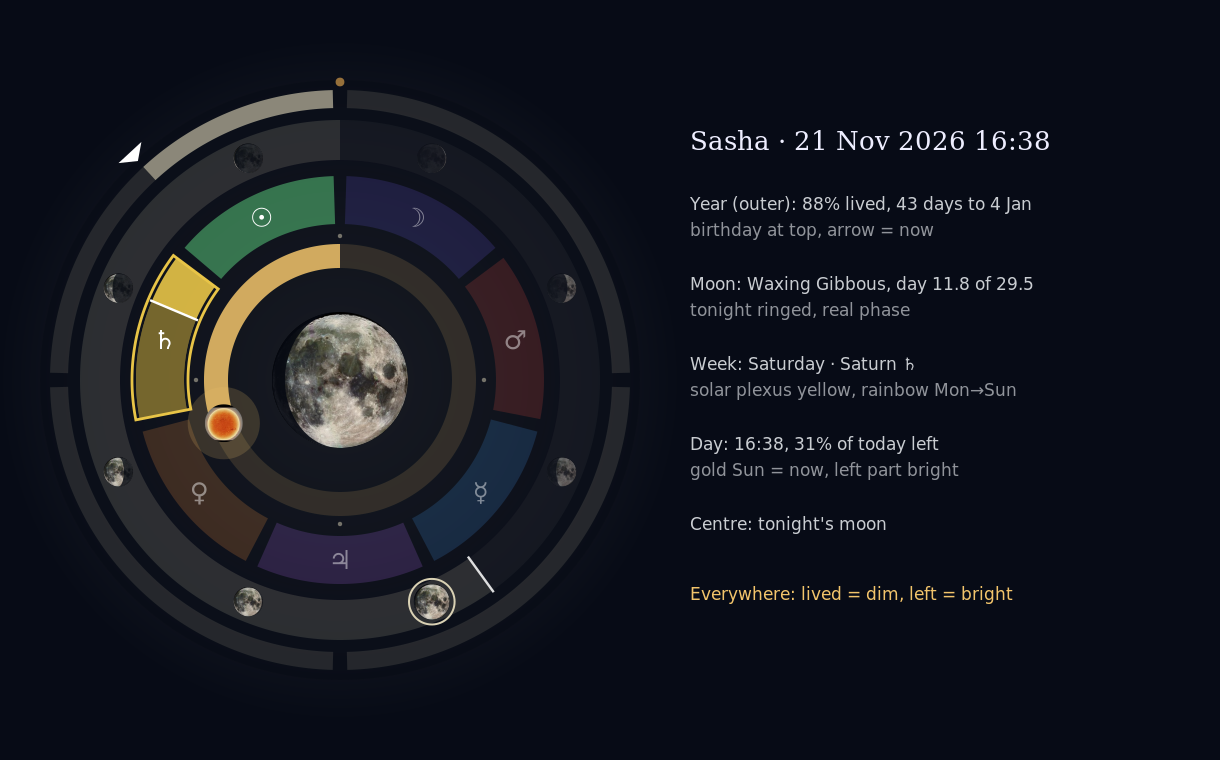 Sasha · 21 Nov 2026 16:38
Year (outer): 88% lived, 43 days to 4 Jan
birthday at top, arrow = now
Moon: Waxing Gibbous, day 11.8 of 29.5
tonight ringed, real phase
Week: Saturday · Saturn ♄
solar plexus yellow, rainbow Mon→Sun
Day: 16:38, 31% of today left
gold Sun = now, left part bright
Centre: tonight's moon
Everywhere: lived = dim, left = bright
☉ ☽
♄ ♂
♀ ☿
♃